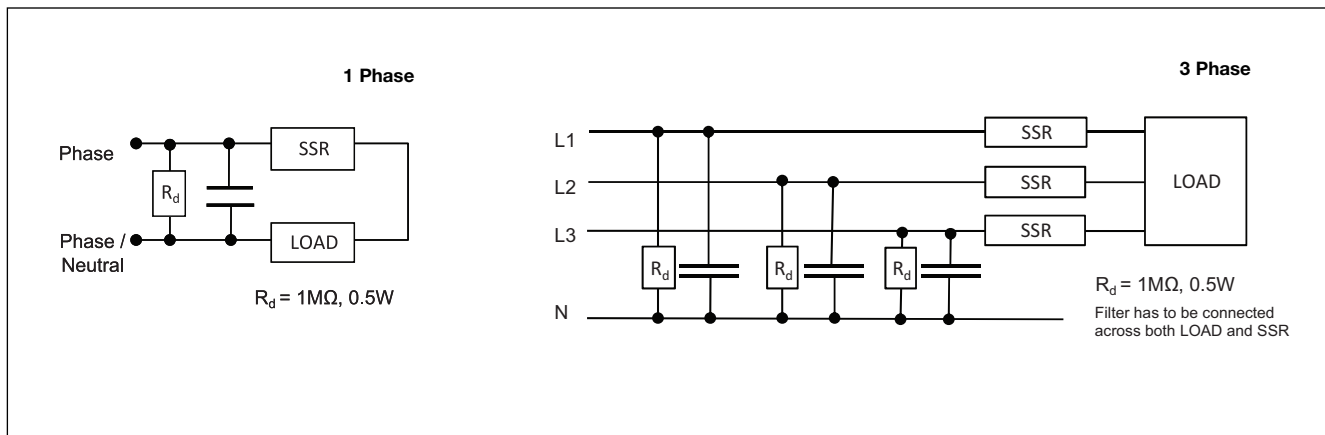 1 Phase
Phase
SSR
Rd
Phase /
Neutral
LOAD
Rd = 1MΩ, 0.5W
3 Phase
L1
SSR
L2
SSR
LOAD
L3
SSR
Rd
Rd
Rd
N
Rd = 1MΩ, 0.5W
Filter has to be connected
across both LOAD and SSR